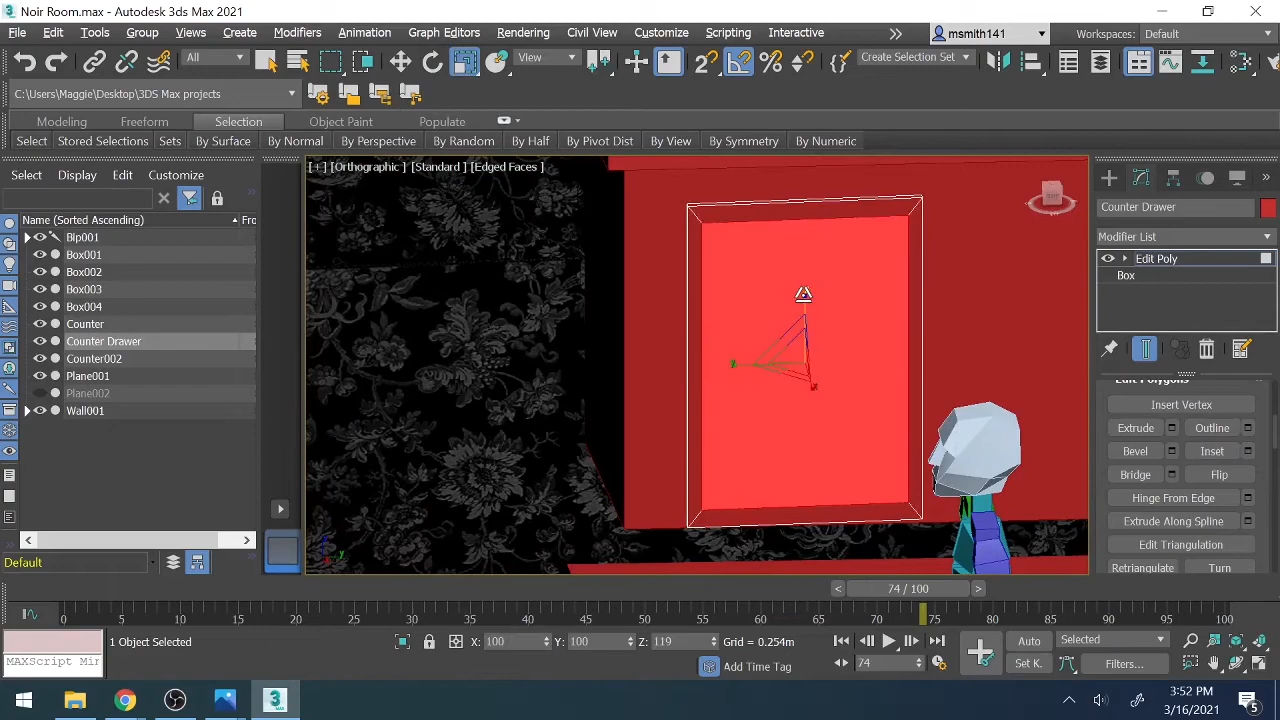 Noir Room.max - Autodesk 3ds Max 2021
File Edit Tools Group Views Create Modifiers Animation Graph Editors Rendering Civil View Customize Scripting Interactive msmith141 Workspaces: Default
All View Create Selection Set
C:\Users\Maggie\Desktop\3DS Max projects
Modeling Freeform Selection Object Paint Populate
Select Stored Selections Sets By Surface By Normal By Perspective By Random By Half By Pivot Dist By View By Symmetry By Numeric
Select Display Edit Customize
[+] [Orthographic ] [Standard ] [Edged Faces ]
Name (Sorted Ascending) Fro
Bip001
Box001
Box002
Box003
Box004
Counter
Counter Drawer
Counter002
Plane001
Plane002
Wall001
Default
Counter Drawer
Modifier List
Edit Poly
Box
Edit Polygons
Insert Vertex
Extrude Outline
Bevel Inset
Bridge Flip
Hinge From Edge
Extrude Along Spline
Edit Triangulation
Retriangulate Turn
< 74 / 100 >
0 5 10 15 20 25 30 35 40 45 50 55 60 65 70 75 80 85 90 95 100
MAXScript Mir
1 Object Selected
X: 100 Y: 100 Z: 119 Grid = 0.254m
Add Time Tag
74
Auto Selected
Set K. Filters...
3:52 PM
3/16/2021
5